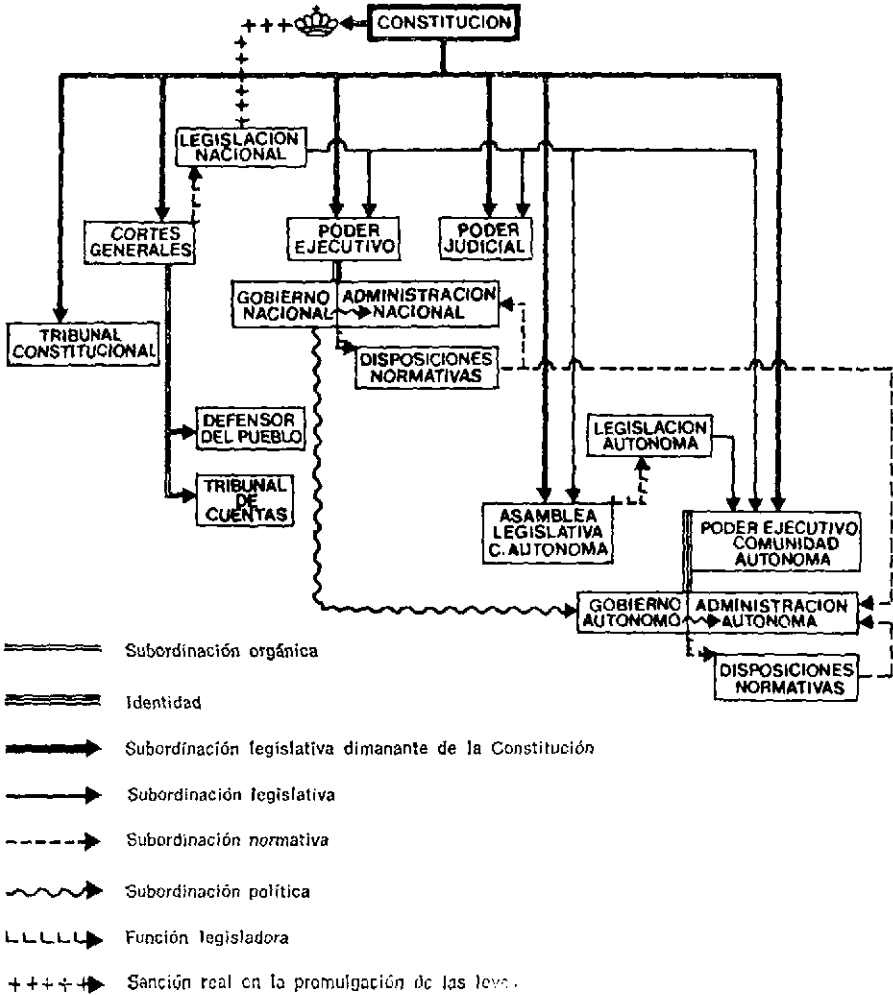 CONSTITUCION
LEGISLACION
NACIONAL
CORTES
GENERALES
PODER
EJECUTIVO
PODER
JUDICIAL
GOBIERNO
NACIONAL
ADMINISTRACION
NACIONAL
TRIBUNAL
CONSTITUCIONAL
DISPOSICIONES
NORMATIVAS
DEFENSOR
DEL PUEBLO
LEGISLACION
AUTONOMA
TRIBUNAL
DE
CUENTAS
ASAMBLEA
LEGISLATIVA
C. AUTONOMA
PODER EJECUTIVO
COMUNIDAD
AUTONOMA
GOBIERNO
AUTONOMO
ADMINISTRACION
AUTONOMA
DISPOSICIONES
NORMATIVAS
Subordinación orgánica
Identidad
Subordinación legislativa dimanante de la Constitución
Subordinación legislativa
Subordinación normativa
Subordinación política
Función legisladora
Sanción real en la promulgación de las